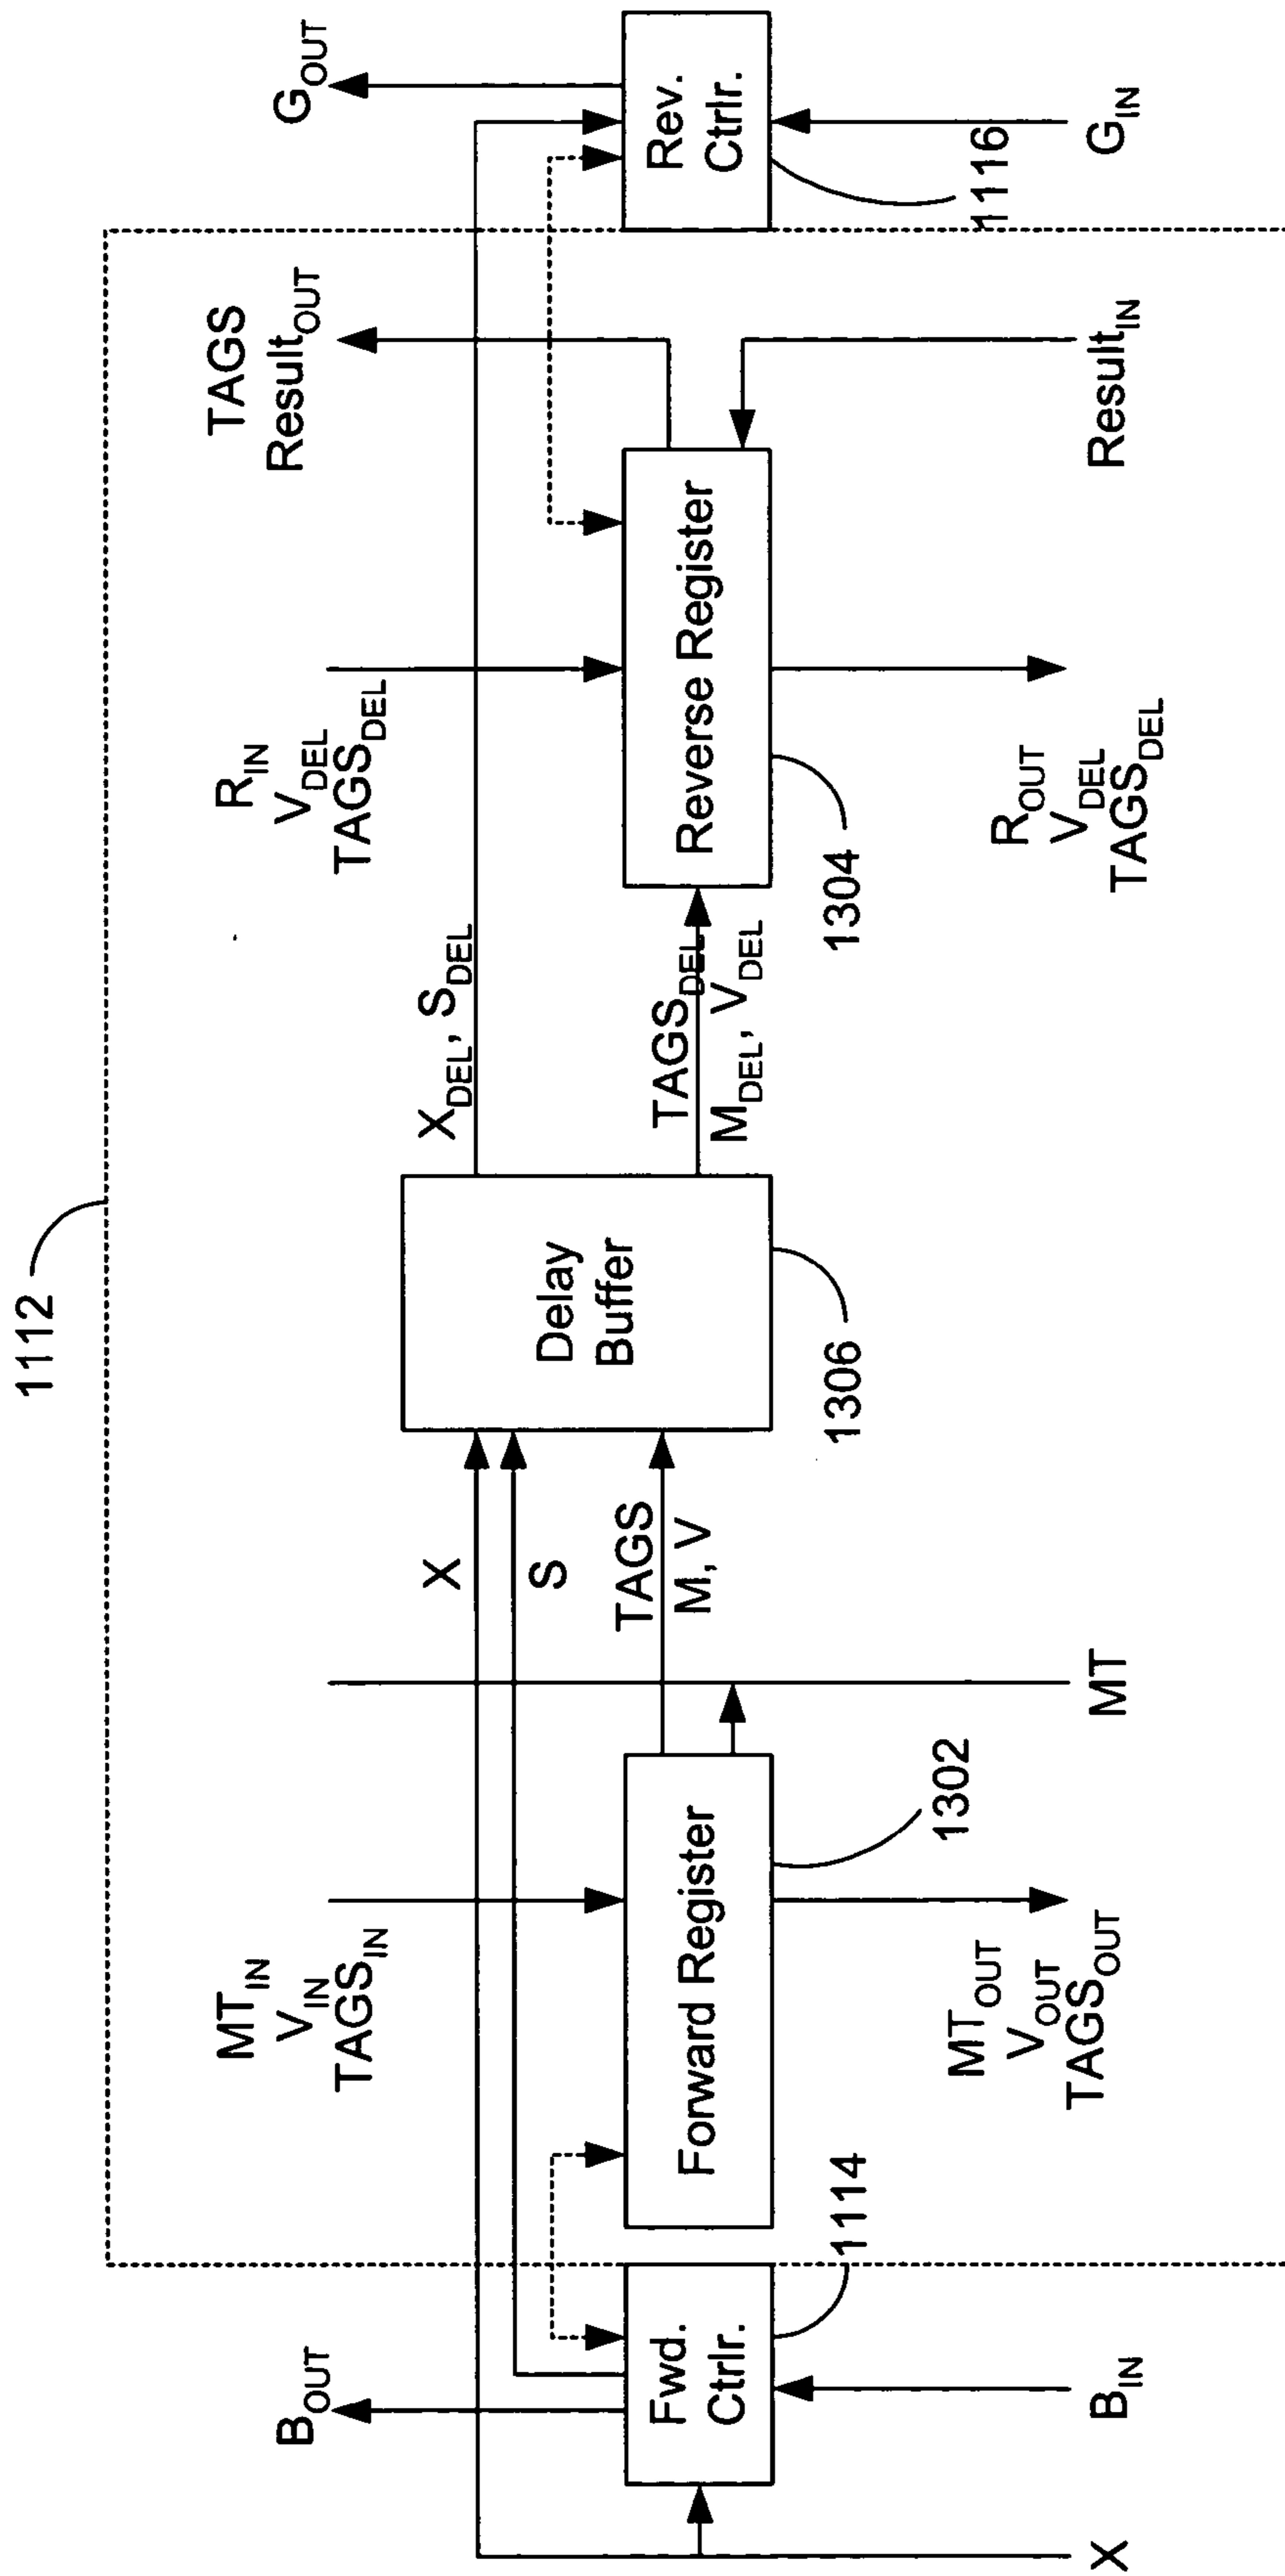 1112
B_OUT
MT_IN
V_IN
TAGS_IN
X
S
TAGS
M, V
X_DEL, S_DEL
TAGS_DEL
M_DEL, V_DEL
R_IN
V_DEL
TAGS_DEL
TAGS
Result_OUT
G_OUT
Fwd.
Ctrlr.
Forward Register
Delay
Buffer
Reverse Register
Rev.
Ctrlr.
1114
1302
1306
1304
1116
X
B_IN
MT_OUT
V_OUT
TAGS_OUT
MT
R_OUT
V_DEL
TAGS_DEL
Result_IN
G_IN